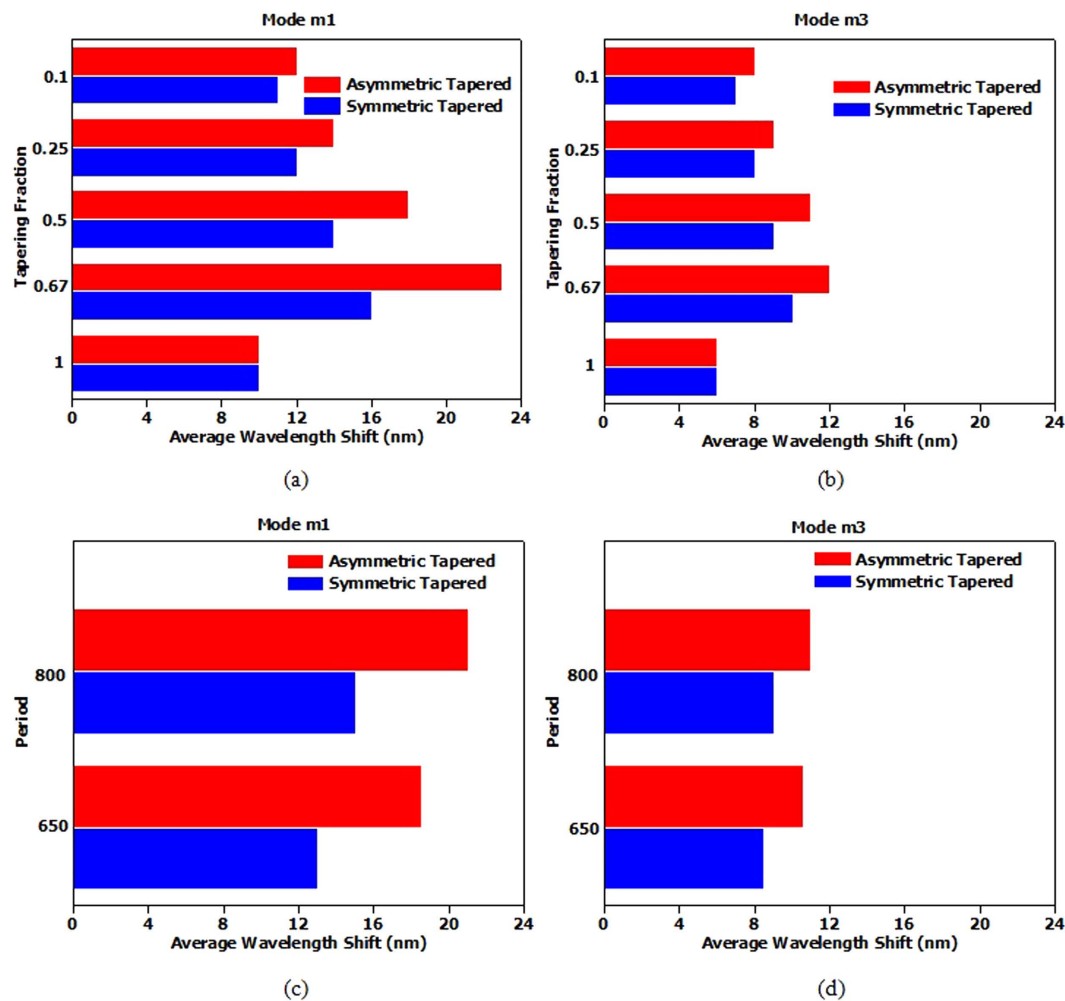 Mode m1
Asymmetric Tapered
Symmetric Tapered
Tapering Fraction
0.1
0.25
0.5
0.67
1
0 4 8 12 16 20 24
Average Wavelength Shift (nm)
(a)
Mode m3
Asymmetric Tapered
Symmetric Tapered
Tapering Fraction
0.1
0.25
0.5
0.67
1
0 4 8 12 16 20 24
Average Wavelength Shift (nm)
(b)
Mode m1
Asymmetric Tapered
Symmetric Tapered
Period
800
650
0 4 8 12 16 20 24
Average Wavelength Shift (nm)
(c)
Mode m3
Asymmetric Tapered
Symmetric Tapered
Period
800
650
0 4 8 12 16 20 24
Average Wavelength Shift (nm)
(d)